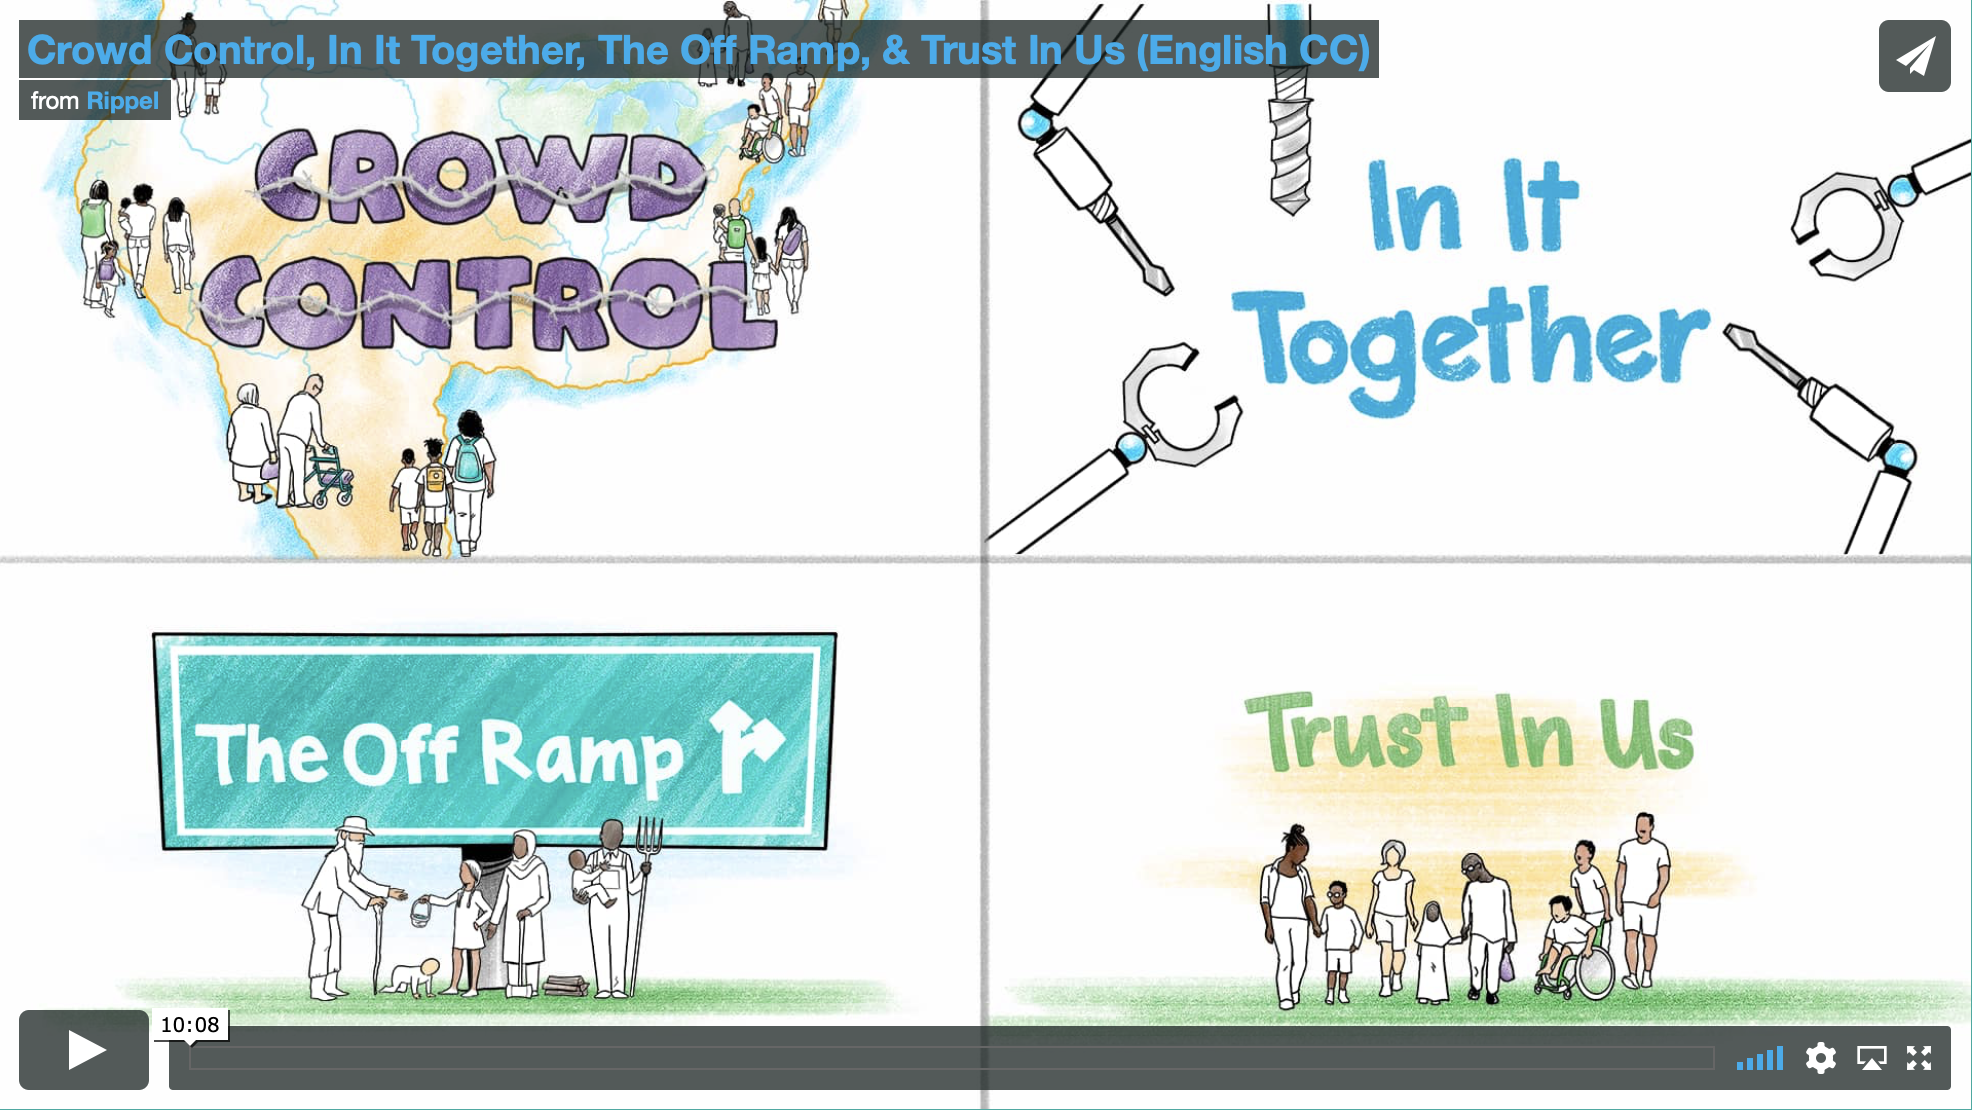 Crowd Control, In It Together, The Off Ramp, & Trust In Us (English CC)
from Rippel
CROWD
CONTROL
In It
Together
The Off Ramp
Trust In Us
10:08